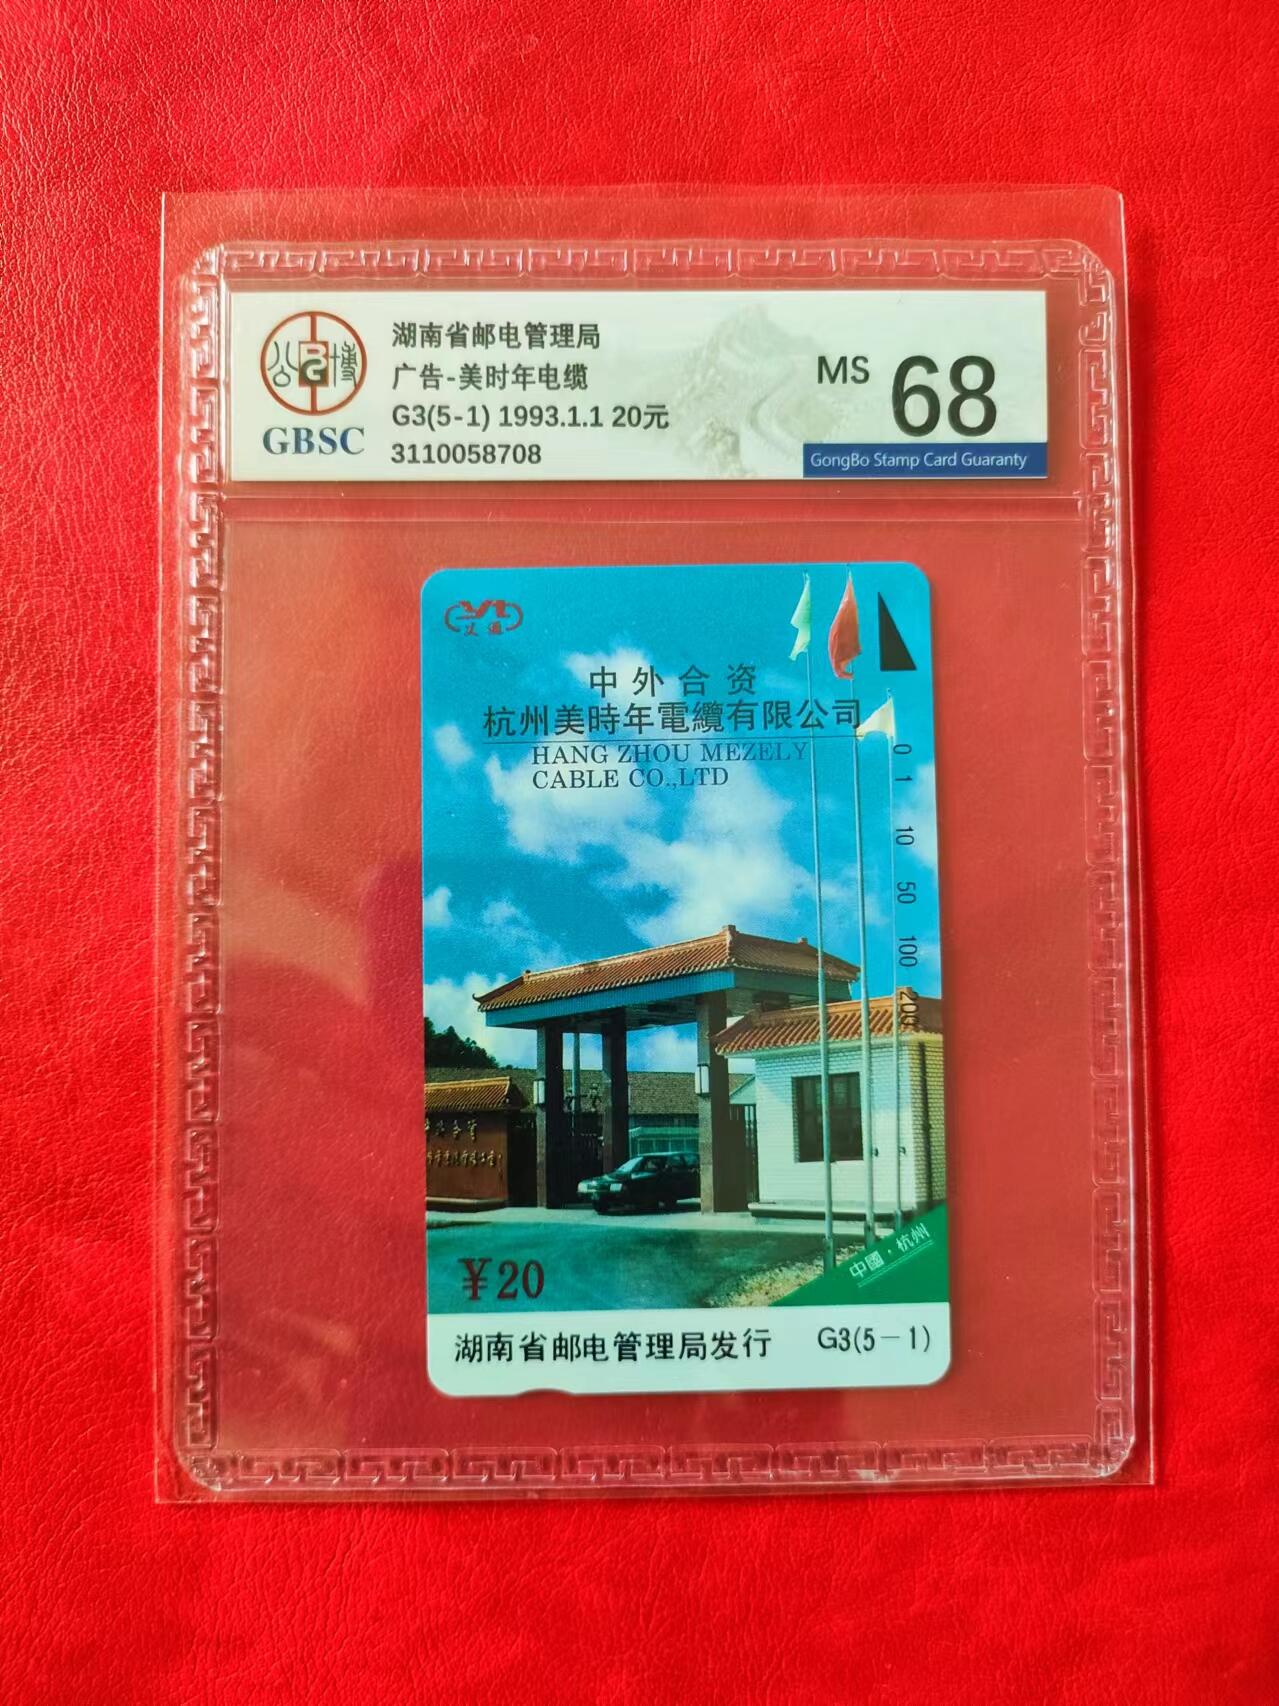 湖南省邮电管理局
广告-美时年电缆
G3(5-1) 1993.1.1 20元
3110058708
公
BG
博
GBSC
MS 68
GongBo Stamp Card Guaranty
中外合资
杭州美時年電纜有限公司
HANG ZHOU MEZELY
CABLE CO.,LTD
0
1
10
50
100
中國·杭州
¥20
湖南省邮电管理局发行 G3(5-1)